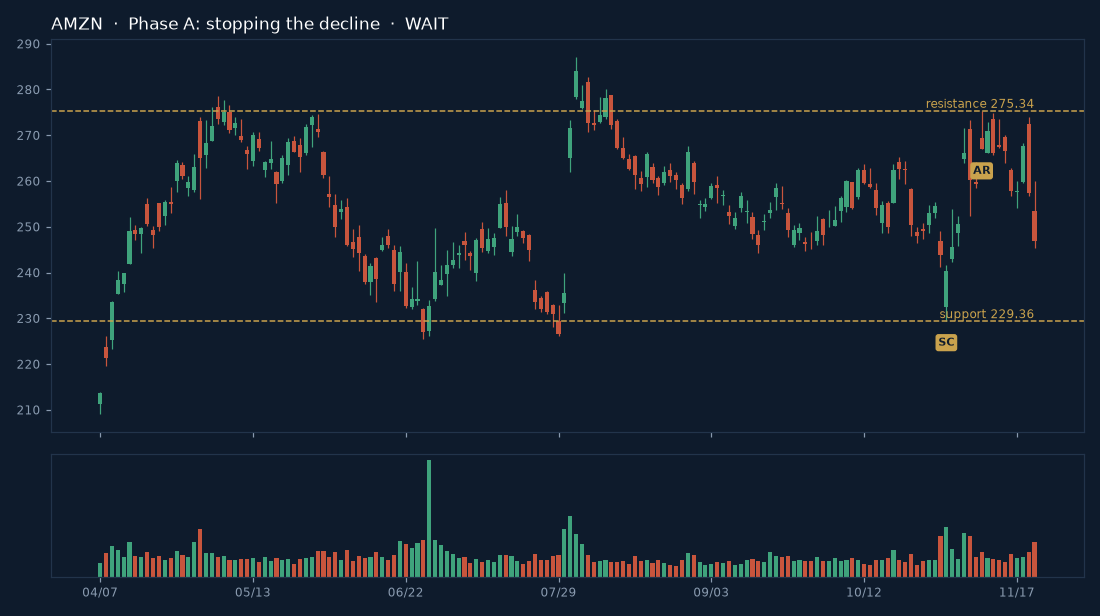 AMZN · Phase A: stopping the decline · WAIT
290
280
270
260
250
240
230
220
210
resistance 275.34
AR
support 229.36
SC
04/07 05/13 06/22 07/29 09/03 10/12 11/17